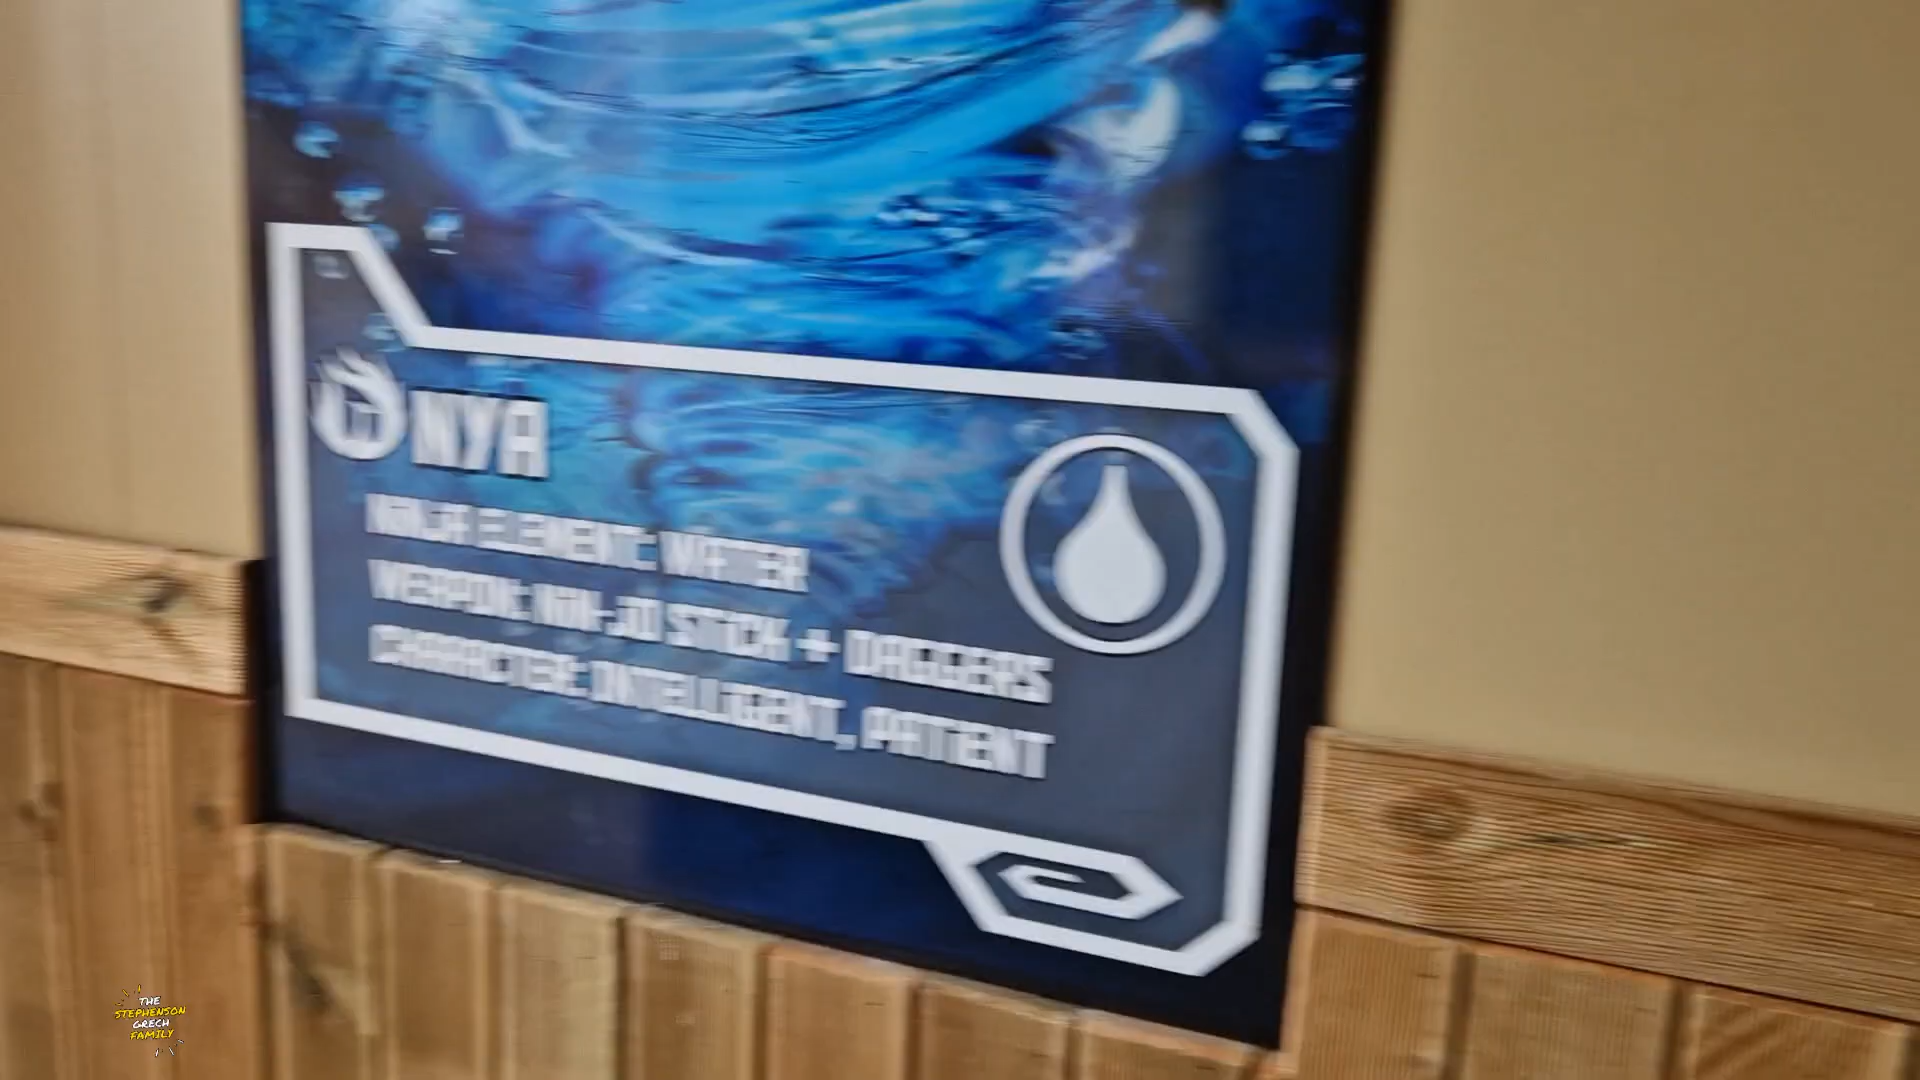 NYA
NINJA ELEMENT: WATER
WEAPON: NIN-JO STICK + DAGGERS
CHARACTER: INTELLIGENT, PATIENT
THE
STEPHENSON
GRECH
FAMILY